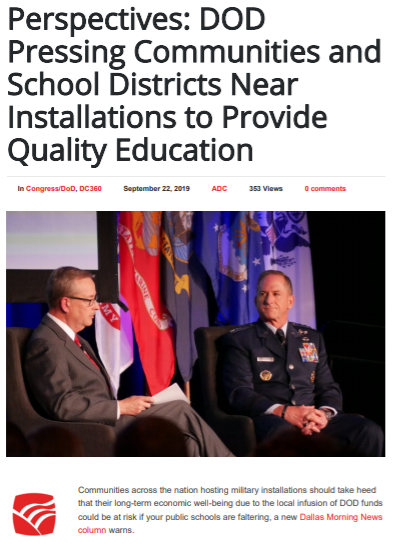 Perspectives: DOD
Pressing Communities and
School Districts Near
Installations to Provide
Quality Education
In Congress/DoD, DC360 September 22, 2019 ADC 353 Views 0 comments
MY
Communities across the nation hosting military installations should take heed
that their long-term economic well-being due to the local infusion of DOD funds
could be at risk if your public schools are faltering, a new Dallas Morning News
column warns.